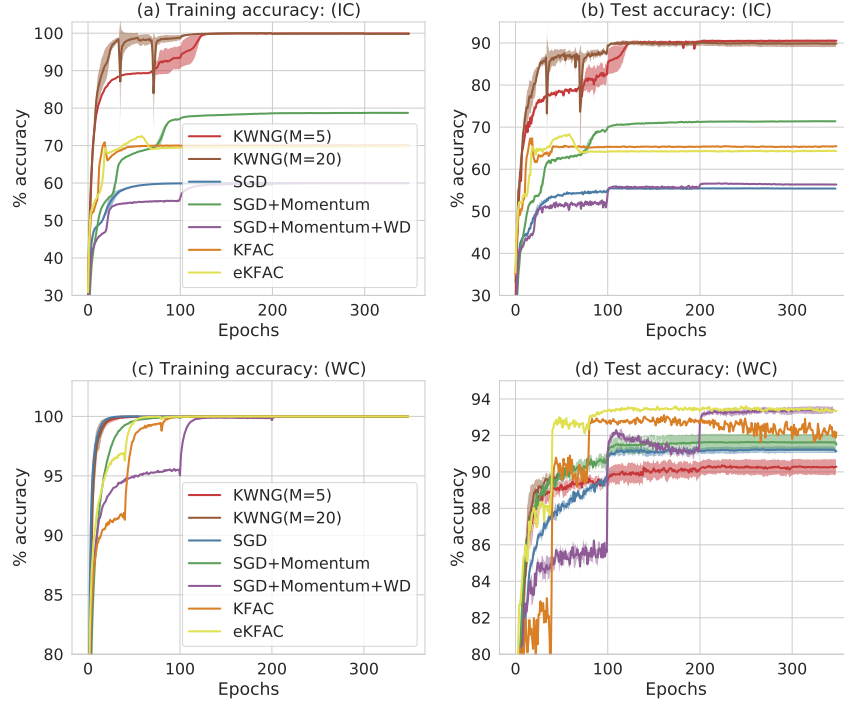 (a) Training accuracy: (IC)
100
90
80
70
60
50
40
30
% accuracy
KWNG(M=5)
KWNG(M=20)
SGD
SGD+Momentum
SGD+Momentum+WD
KFAC
eKFAC
0 100 200 300
Epochs
(b) Test accuracy: (IC)
90
80
70
60
50
40
30
% accuracy
0 100 200 300
Epochs
(c) Training accuracy: (WC)
100
95
90
85
80
% accuracy
KWNG(M=5)
KWNG(M=20)
SGD
SGD+Momentum
SGD+Momentum+WD
KFAC
eKFAC
0 100 200 300
Epochs
(d) Test accuracy: (WC)
94
92
90
88
86
84
82
80
% accuracy
0 100 200 300
Epochs